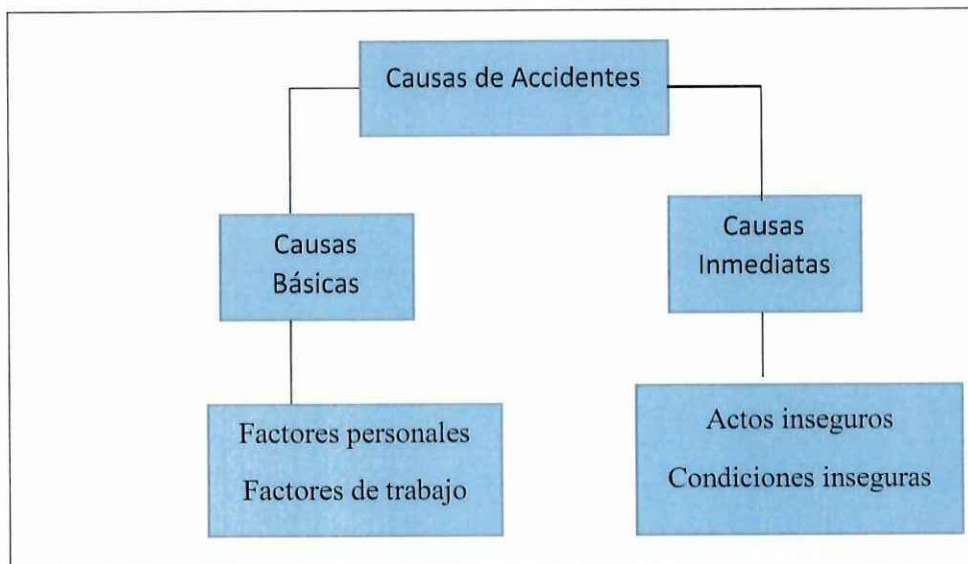 Causas de Accidentes
Causas
Básicas
Causas
Inmediatas
Factores personales
Factores de trabajo
Actos inseguros
Condiciones inseguras